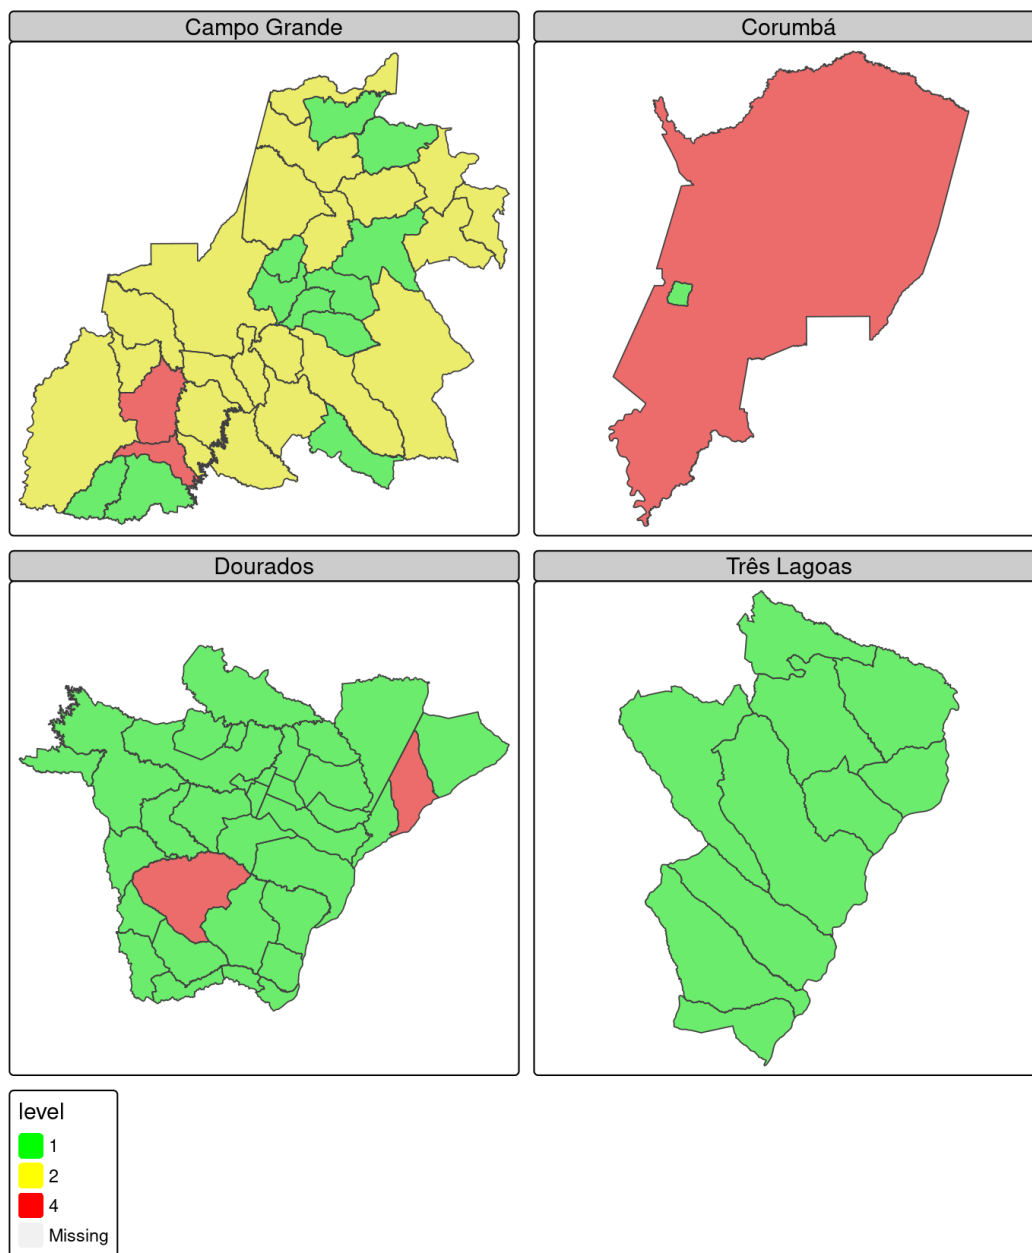 Campo Grande
Corumbá
Dourados
Três Lagoas
level
1
2
4
Missing